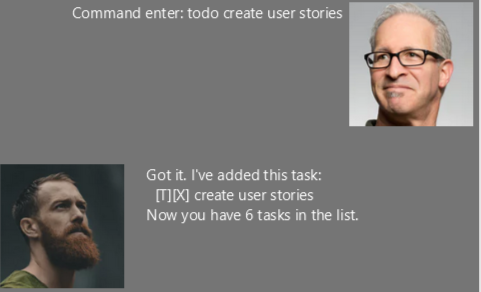 Command enter: todo create user stories
Got it. I've added this task:
[T][X] create user stories
Now you have 6 tasks in the list.